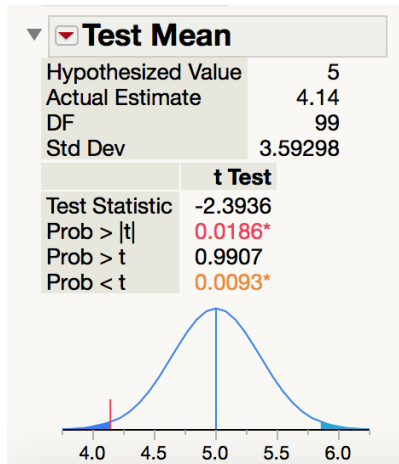 Test Mean
Hypothesized Value 5
Actual Estimate 4.14
DF 99
Std Dev 3.59298
t Test
Test Statistic -2.3936
Prob > |t| 0.0186*
Prob > t 0.9907
Prob < t 0.0093*
4.0 4.5 5.0 5.5 6.0